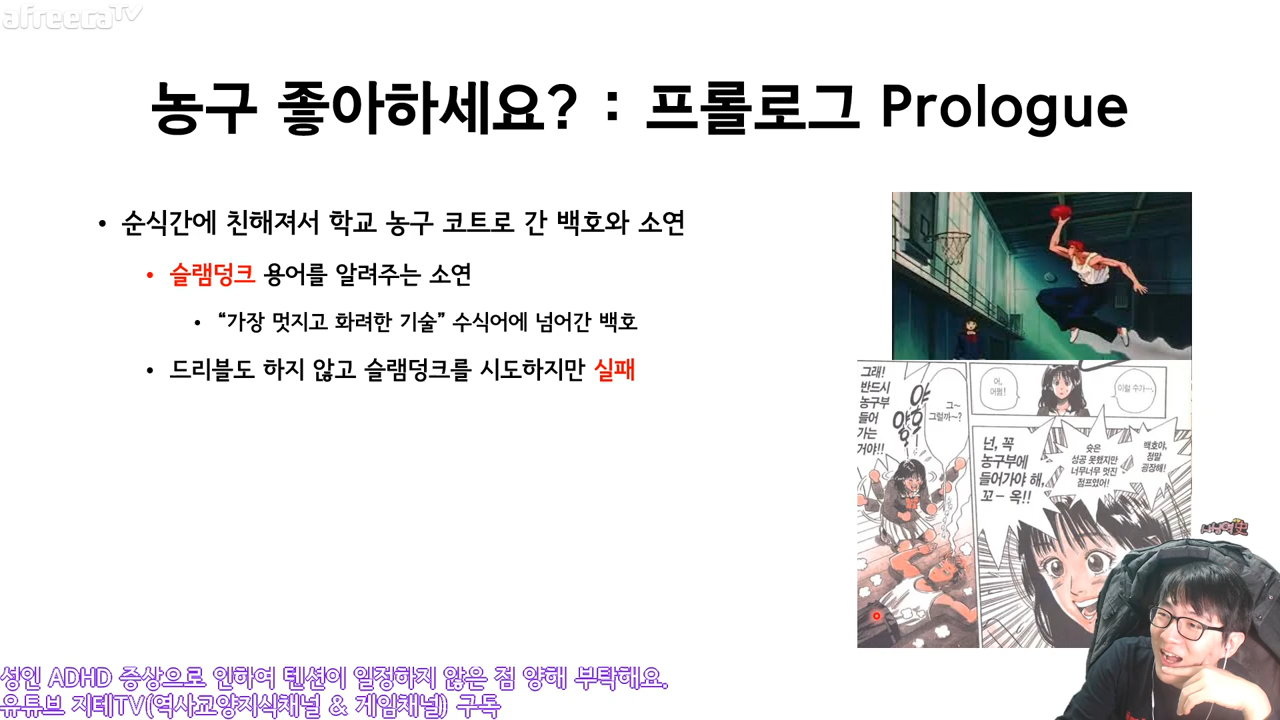 afreecaTV
농구 좋아하세요? : 프롤로그 Prologue
• 순식간에 친해져서 학교 농구 코트로 간 백호와 소연
• 슬램덩크 용어를 알려주는 소연
• “가장 멋지고 화려한 기술” 수식어에 넘어간 백호
• 드리블도 하지 않고 슬램덩크를 시도하지만 실패
그래!
반드시
농구부
들어
가는
거야!!
야
양
호
호
그~
그럴까~?
어,
어랭!
이럴 수가….
넌, 꼭
농구부에
들어가야 해,
꼬 – 옥!!
슛은
성공 못했지만
너무너무 멋진
점프였어!
백호야,
정말
굉장해!
성인 ADHD 증상으로 인하여 텐션이 일정하지 않은 점 양해 부탁해요.
유튜브 지테TV(역사교양지식채널 & 게임채널) 구독